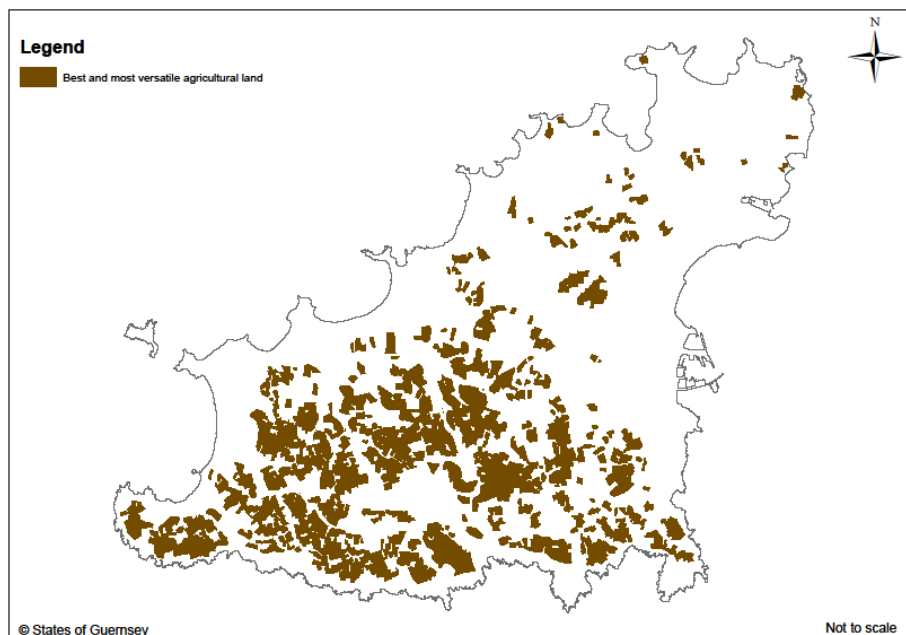 Legend
N
Best and most versatile agricultural land
© States of Guernsey
Not to scale